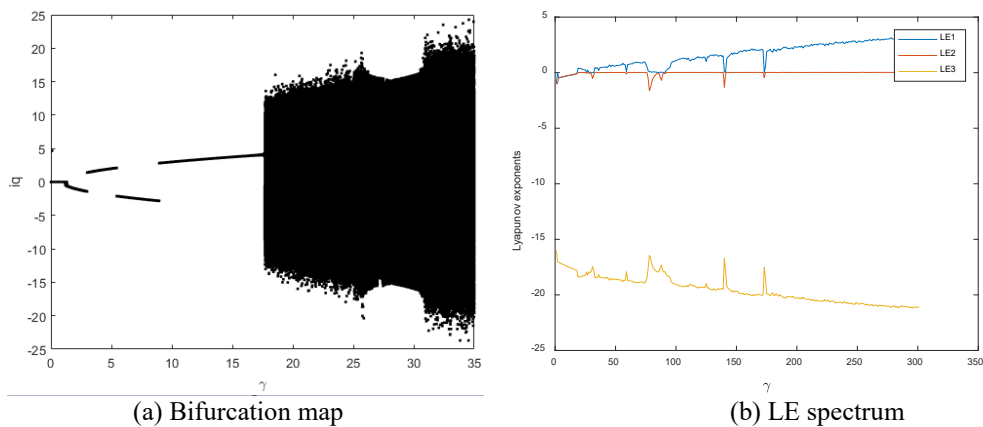 25
20
15
10
5
0
-5
-10
-15
-20
-25
iq
0 5 10 15 20 25 30 35
γ
(a) Bifurcation map
5
0
-5
-10
-15
-20
-25
Lyapunov exponents
LE1
LE2
LE3
0 50 100 150 200 250 300 350
γ
(b) LE spectrum